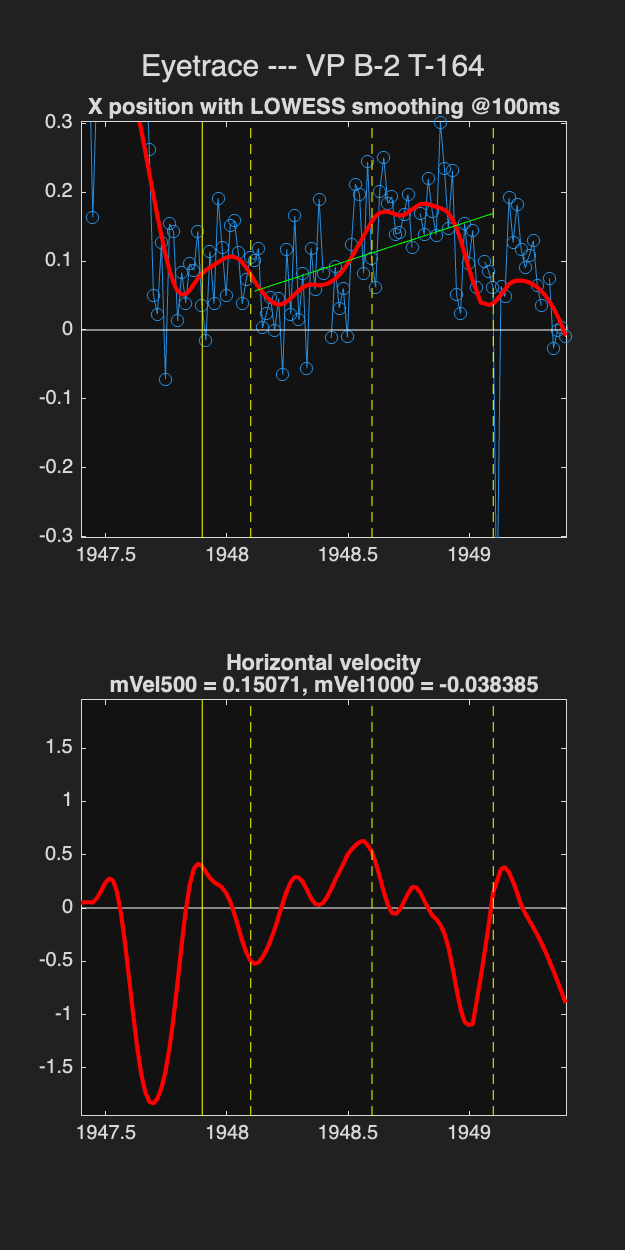 Eyetrace --- VP B-2 T-164
X position with LOWESS smoothing @100ms
0.3
0.2
0.1
0
-0.1
-0.2
-0.3
1947.5 1948 1948.5 1949
Horizontal velocity
mVel500 = 0.15071, mVel1000 = -0.038385
1.5
1
0.5
0
-0.5
-1
-1.5
1947.5 1948 1948.5 1949